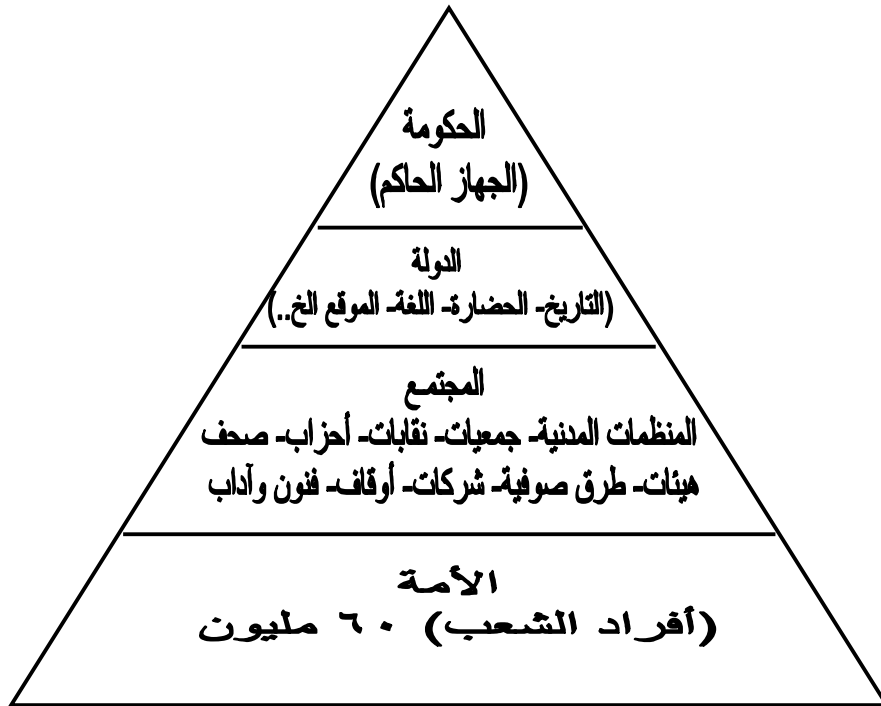 الحكومة
(الجهاز الحاكم)
الدولة
(التاريخ- الحضارة- اللغة- الموقع الخ..)
المجتمع
المنظمات المدنية- جمعيات- نقابات- أحزاب- صحف
هيئات- طرق صوفية- شركات- أوقاف- فنون وآداب
الأمة
(أفراد الشعب) ٦٠ مليون